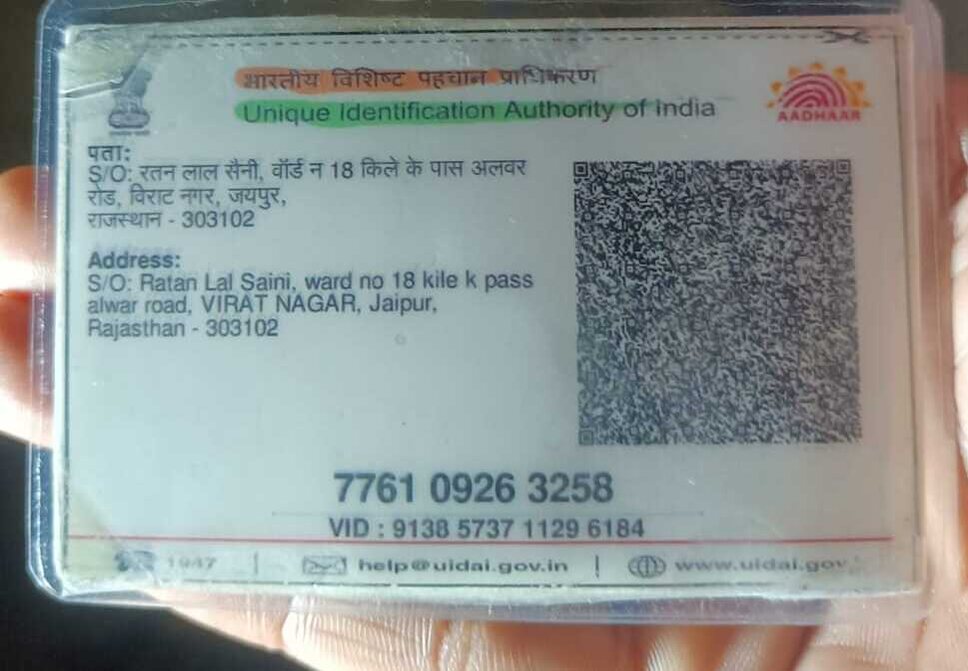 भारतीय विशिष्ट पहचान प्राधिकरण
Unique Identification Authority of India
AADHAAR
पता:
S/O: रतन लाल सैनी, वॉर्ड न 18 किले के पास अलवर
रोड, विराट नगर, जयपुर,
राजस्थान - 303102
Address:
S/O: Ratan Lal Saini, ward no 18 kile k pass
alwar road, VIRAT NAGAR, Jaipur,
Rajasthan - 303102
7761 0926 3258
VID : 9138 5737 1129 6184
1947 | help@uidai.gov.in | www.uidai.gov